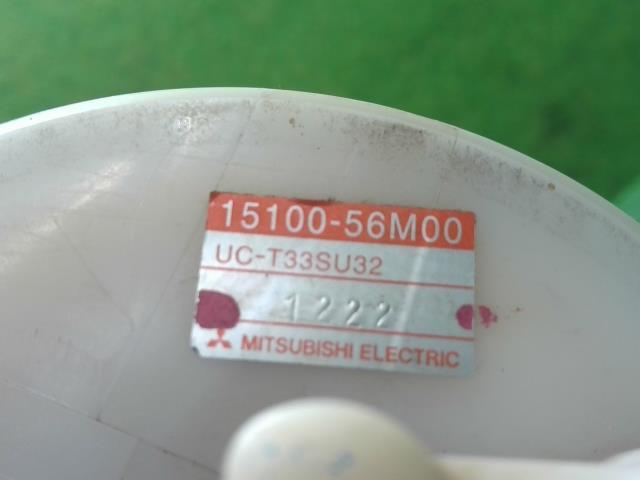 15100-56M00
UC-T33SU32
1222
MITSUBISHI ELECTRIC